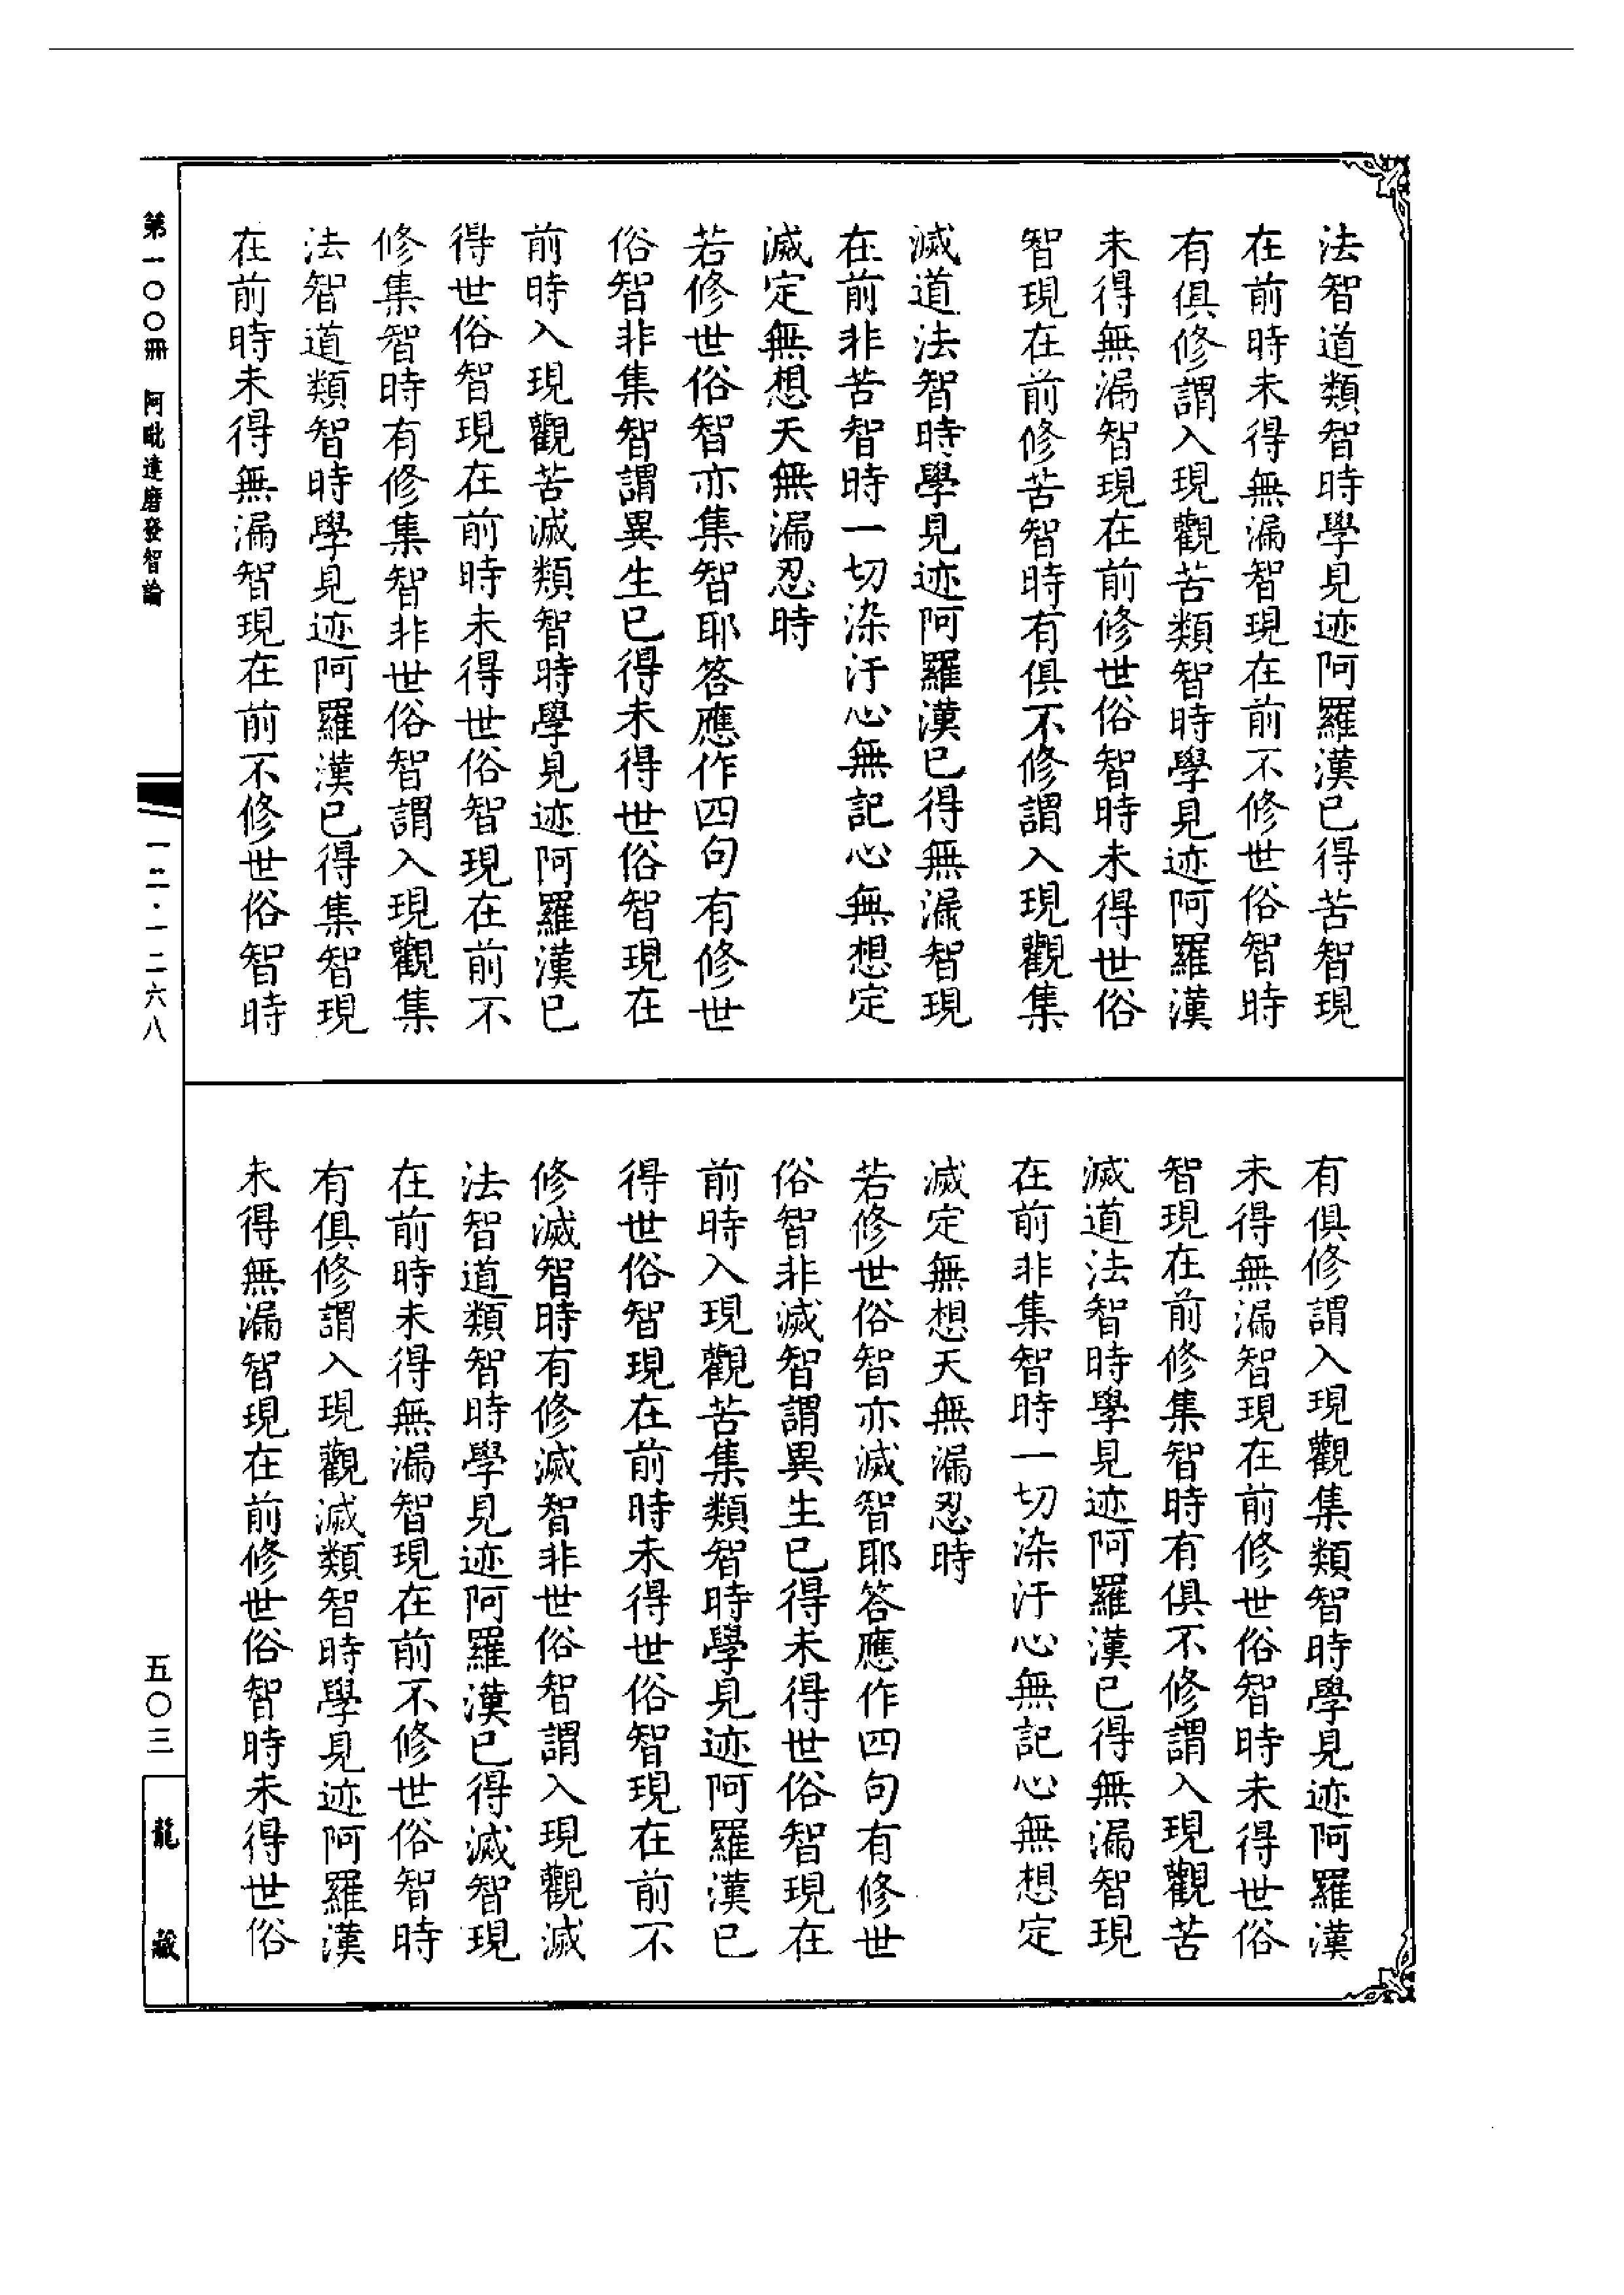 法智道類智時學見迹阿羅漢已得苦智現
在前時未得無漏智現在前不修世俗智時
有俱修謂入現觀苦類智時學見迹阿羅漢
未得無漏智現在前修世俗智時未得世俗
智現在前修苦智時有俱不修謂入現觀集
滅道法智時學見迹阿羅漢已得無漏智現
在前非苦智時一切染汙心無記心無想定
滅定無想天無漏忍時
若修世俗智亦集智耶答應作四句有修世
俗智非集智謂異生已得未得世俗智現在
前時入現觀苦滅類智時學見迹阿羅漢已
得世俗智現在前時未得世俗智現在前不
修集智時有修集智非世俗智謂入現觀集
法智道類智時學見迹阿羅漢已得集智現
在前時未得無漏智現在前不修世俗智時
有俱修謂入現觀集類智時學見迹阿羅漢
未得無漏智現在前修世俗智時未得世俗
智現在前修集智時有俱不修謂入現觀苦
滅道法智時學見迹阿羅漢已得無漏智現
在前非集智時一切染汙心無記心無想定
滅定無想天無漏忍時
若修世俗智亦滅智耶答應作四句有修世
俗智非滅智謂異生已得未得世俗智現在
前時入現觀苦集類智時學見迹阿羅漢已
得世俗智現在前時未得世俗智現在前不
修滅智時有修滅智非世俗智謂入現觀滅
法智道類智時學見迹阿羅漢已得滅智現
在前時未得無漏智現在前不修世俗智時
有俱修謂入現觀滅類智時學見迹阿羅漢
未得無漏智現在前修世俗智時未得世俗
第一〇〇冊 阿毗達磨發智論
一二·一二六八
五〇三
龍藏